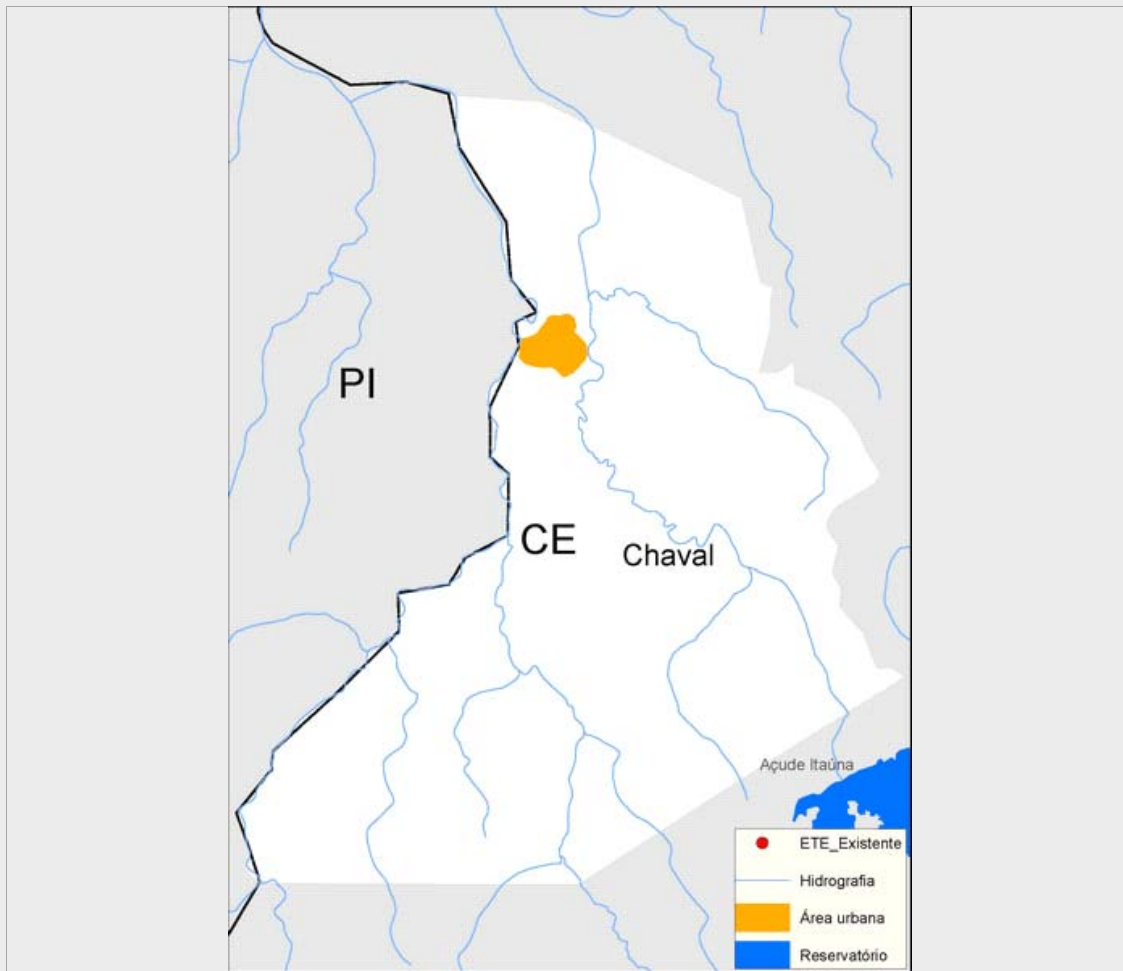 PI
CE
Chaval
Açude Itaúna
ETE_Existente
Hidrografia
Área urbana
Reservatório